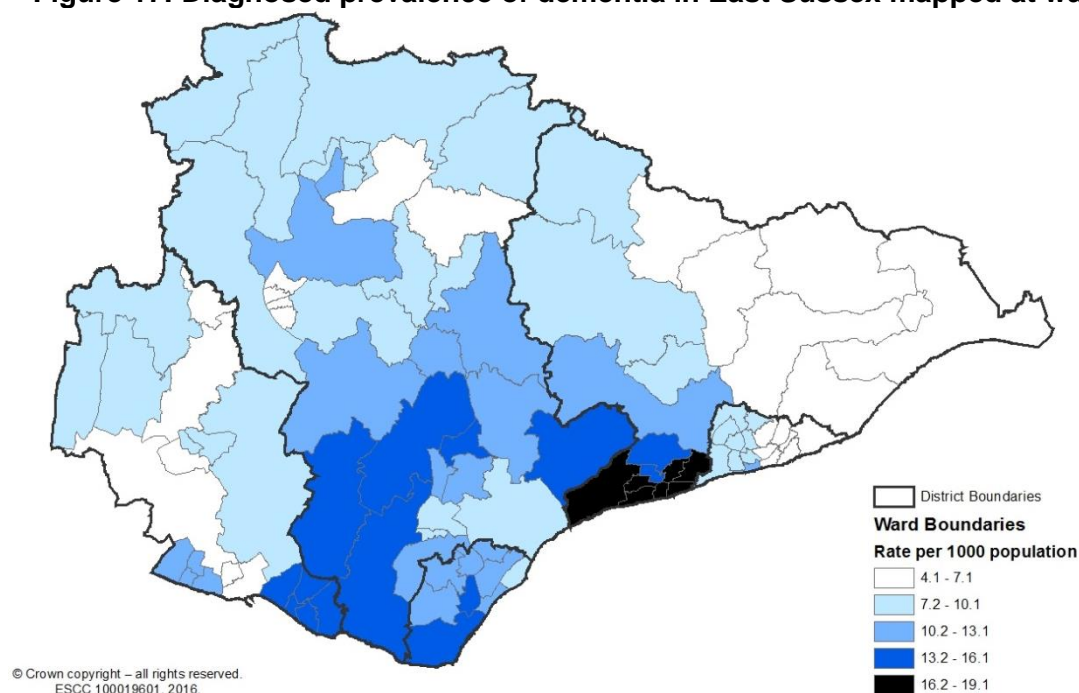 Figure 17: Diagnosed prevalence of dementia in East Sussex mapped at
District Boundaries
Ward Boundaries
Rate per 1000 population
4.1 - 7.1
7.2 - 10.1
10.2 - 13.1
13.2 - 16.1
16.2 - 19.1
© Crown copyright – all rights reserved.
ESCC 100019601, 2016